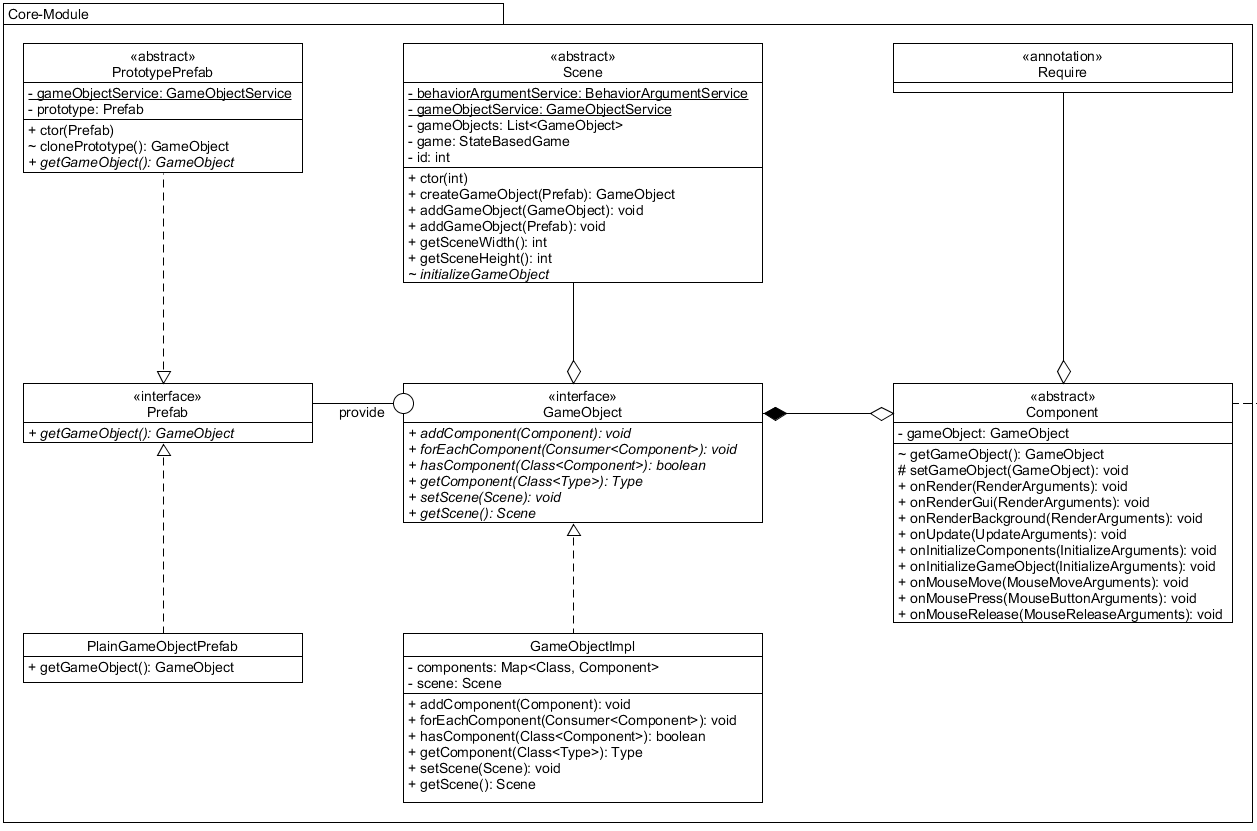 Core-Module
«abstract»
PrototypePrefab
- gameObjectService: GameObjectService
- prototype: Prefab
+ ctor(Prefab)
~ clonePrototype(): GameObject
+ getGameObject(): GameObject
«abstract»
Scene
- behaviorArgumentService: BehaviorArgumentService
- gameObjectService: GameObjectService
- gameObjects: List<GameObject>
- game: StateBasedGame
- id: int
+ ctor(int)
+ createGameObject(Prefab): GameObject
+ addGameObject(GameObject): void
+ addGameObject(Prefab): void
+ getSceneWidth(): int
+ getSceneHeight(): int
~ initializeGameObject
«annotation»
Require
«interface»
Prefab
+ getGameObject(): GameObject
provide
«interface»
GameObject
+ addComponent(Component): void
+ forEachComponent(Consumer<Component>): void
+ hasComponent(Class<Component>): boolean
+ getComponent(Class<Type>): Type
+ setScene(Scene): void
+ getScene(): Scene
«abstract»
Component
- gameObject: GameObject
~ getGameObject(): GameObject
# setGameObject(GameObject): void
+ onRender(RenderArguments): void
+ onRenderGui(RenderArguments): void
+ onRenderBackground(RenderArguments): void
+ onUpdate(UpdateArguments): void
+ onInitializeComponents(InitializeArguments): void
+ onInitializeGameObject(InitializeArguments): void
+ onMouseMove(MouseMoveArguments): void
+ onMousePress(MouseButtonArguments): void
+ onMouseRelease(MouseReleaseArguments): void
PlainGameObjectPrefab
+ getGameObject(): GameObject
GameObjectImpl
- components: Map<Class, Component>
- scene: Scene
+ addComponent(Component): void
+ forEachComponent(Consumer<Component>): void
+ hasComponent(Class<Component>): boolean
+ getComponent(Class<Type>): Type
+ setScene(Scene): void
+ getScene(): Scene